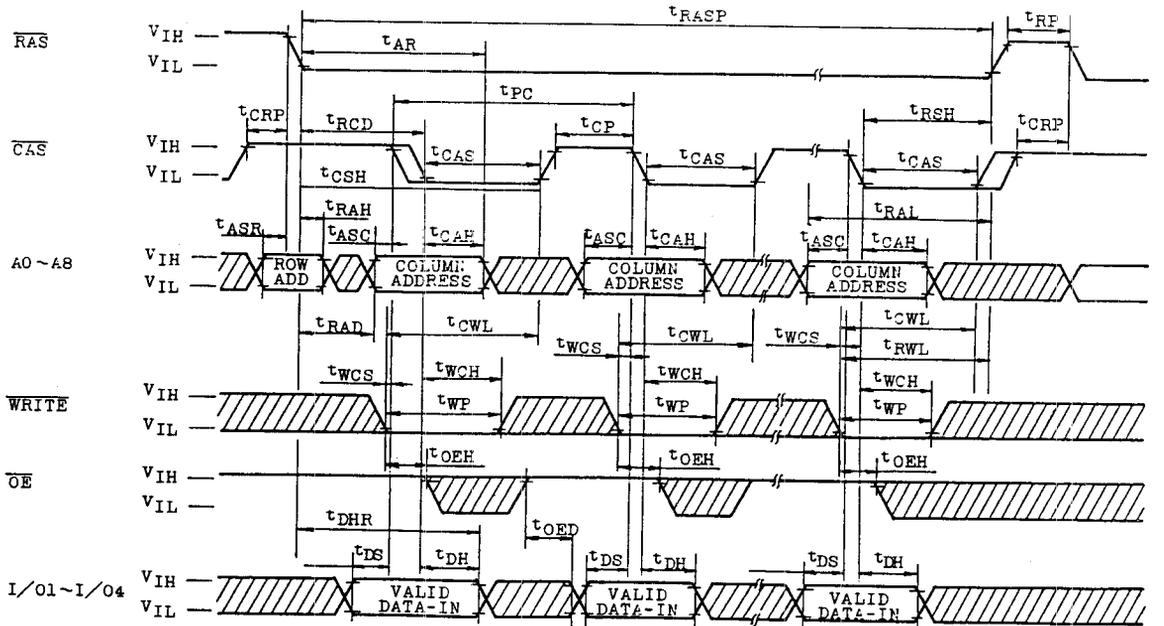 tRASP
tRP
RAS
VIH
VIL
tAR
tPC
tCRP
tRCD
tCP
tRSH
tCRP
CAS
VIH
VIL
tCAS
tCAS
tCAS
tCSH
tRAH
tRAL
tASR
tASC
tCAH
tASC
tCAH
tASC
tCAH
A0~A8
VIH
VIL
ROW
ADD
COLUMN
ADDRESS
COLUMN
ADDRESS
COLUMN
ADDRESS
tRAD
tCWL
tWCS
tCWL
tWCS
tCWL
tRWL
tWCS
tWCH
tWCH
tWCH
WRITE
VIH
VIL
tWP
tWP
tWP
tOEH
tOEH
tOEH
OE
VIH
VIL
tDHR
tOED
tDS
tDH
tDS
tDH
tDS
tDH
I/O1~I/O4
VIH
VIL
VALID
DATA-IN
VALID
DATA-IN
VALID
DATA-IN